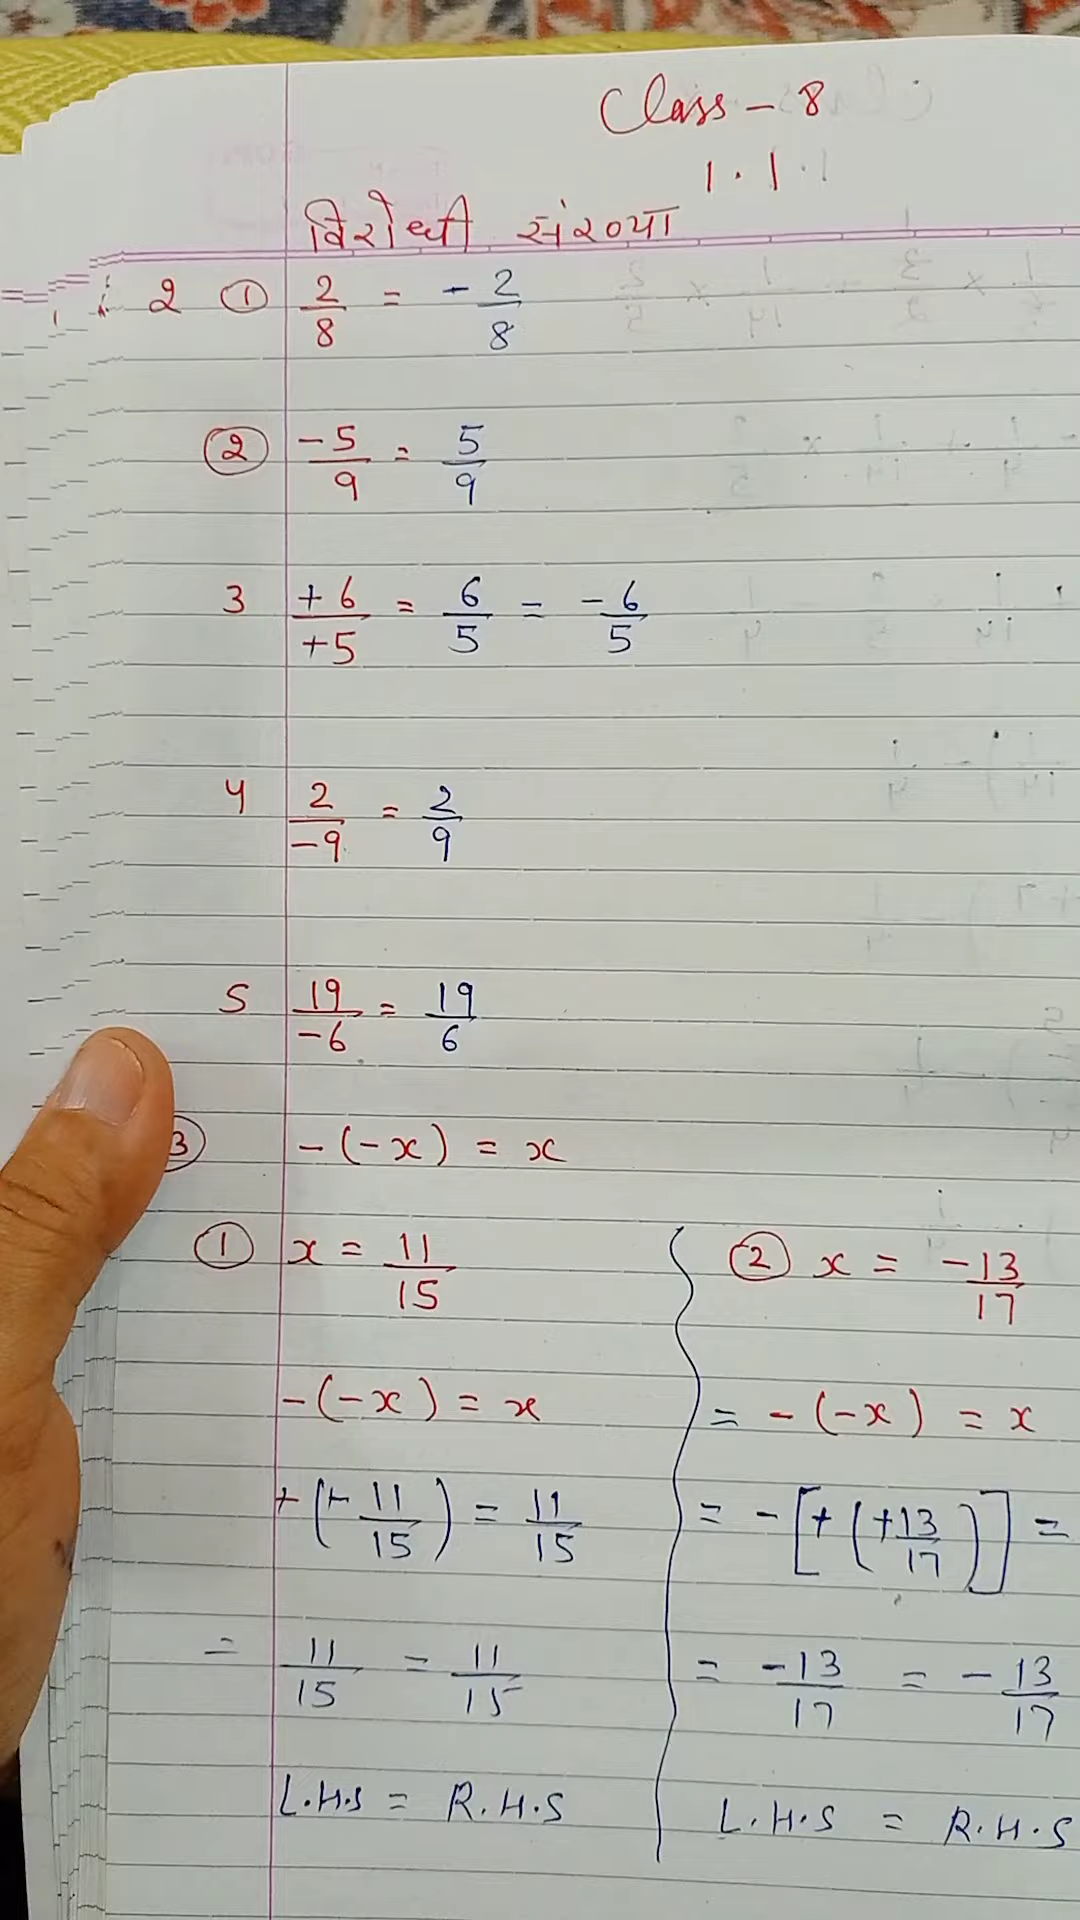 Class - 8
1.1
विरोधी संख्या
2 ① 2/8 = - 2/8
② -5/9 = 5/9
3 +6/+5 = 6/5 = -6/5
4 2/-9 = 2/9
5 19/-6 = 19/6
③ -(-x) = x
① x = 11/15
-(-x) = x
+(+ 11/15) = 11/15
= 11/15 = 11/15
L.H.S = R.H.S
② x = -13/17
= -(-x) = x
= -[+(+13/17)] =
= -13/17 = -13/17
L.H.S = R.H.S